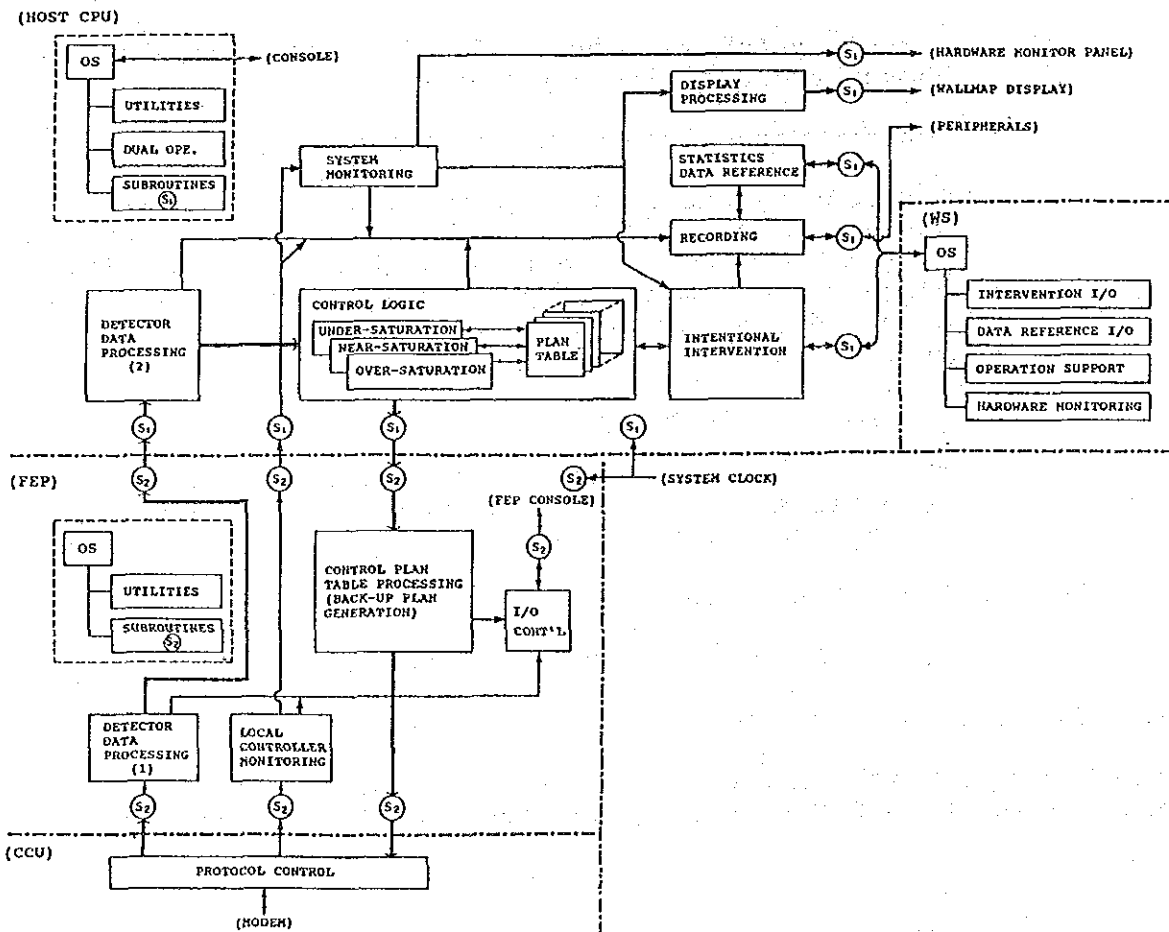 (HOST CPU)
OS
(CONSOLE)
UTILITIES
DUAL OPE.
SUBROUTINES
S₁
SYSTEM
MONITORING
S₁
(HARDWARE MONITOR PANEL)
DISPLAY
PROCESSING
S₁
(WALLMAP DISPLAY)
(PERIPHERALS)
STATISTICS
DATA REFERENCE
S₁
RECORDING
S₁
(WS)
OS
INTERVENTION I/O
DATA REFERENCE I/O
OPERATION SUPPORT
HARDWARE MONITORING
DETECTOR
DATA
PROCESSING
(2)
CONTROL LOGIC
UNDER-SATURATION
NEAR-SATURATION
OVER-SATURATION
PLAN
TABLE
INTENTIONAL
INTERVENTION
S₁
S₁
S₁
S₁
S₁
(FEP)
S₂
S₂
S₂
S₂
(SYSTEM CLOCK)
(FEP CONSOLE)
S₂
OS
UTILITIES
SUBROUTINES
S₂
CONTROL PLAN
TABLE PROCESSING
(BACK-UP PLAN
GENERATION)
I/O
CONT'L
DETECTOR
DATA
PROCESSING
(1)
LOCAL
CONTROLLER
MONITORING
S₂
S₂
S₂
(CCU)
PROTOCOL CONTROL
(MODEM)